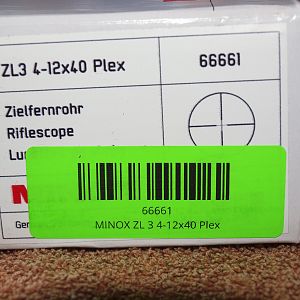 ZL3 4-12x40 Plex 66661
Zielfernrohr
Riflescope
66661
MINOX ZL 3 4-12x40 Plex